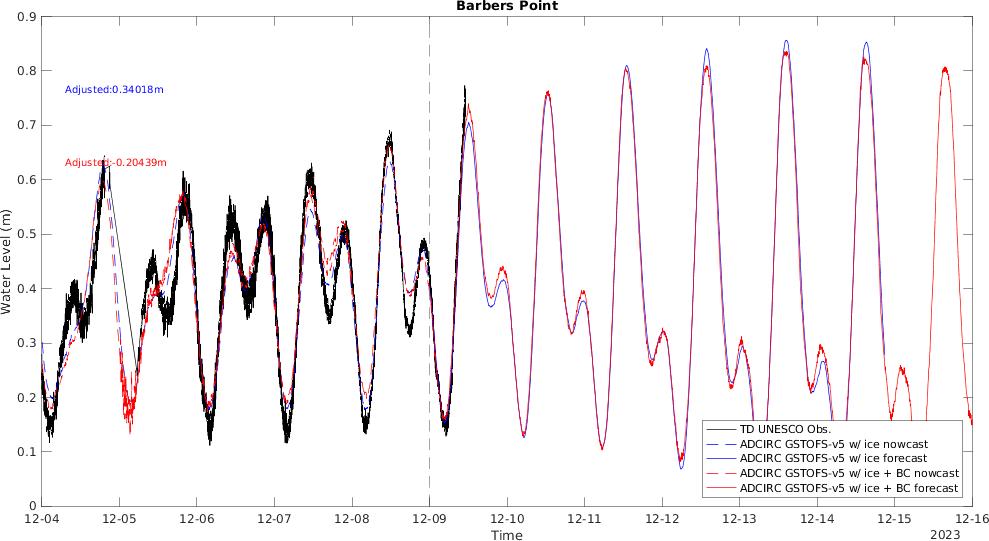 Barbers Point
0.9
0.8
0.7
0.6
0.5
0.4
0.3
0.2
0.1
0
Water Level (m)
Adjusted:0.34018m
Adjusted:-0.20439m
TD UNESCO Obs.
ADCIRC GSTOFS-v5 w/ ice nowcast
ADCIRC GSTOFS-v5 w/ ice forecast
ADCIRC GSTOFS-v5 w/ ice + BC nowcast
ADCIRC GSTOFS-v5 w/ ice + BC forecast
12-04 12-05 12-06 12-07 12-08 12-09 12-10 12-11 12-12 12-13 12-14 12-15 12-16
Time
2023